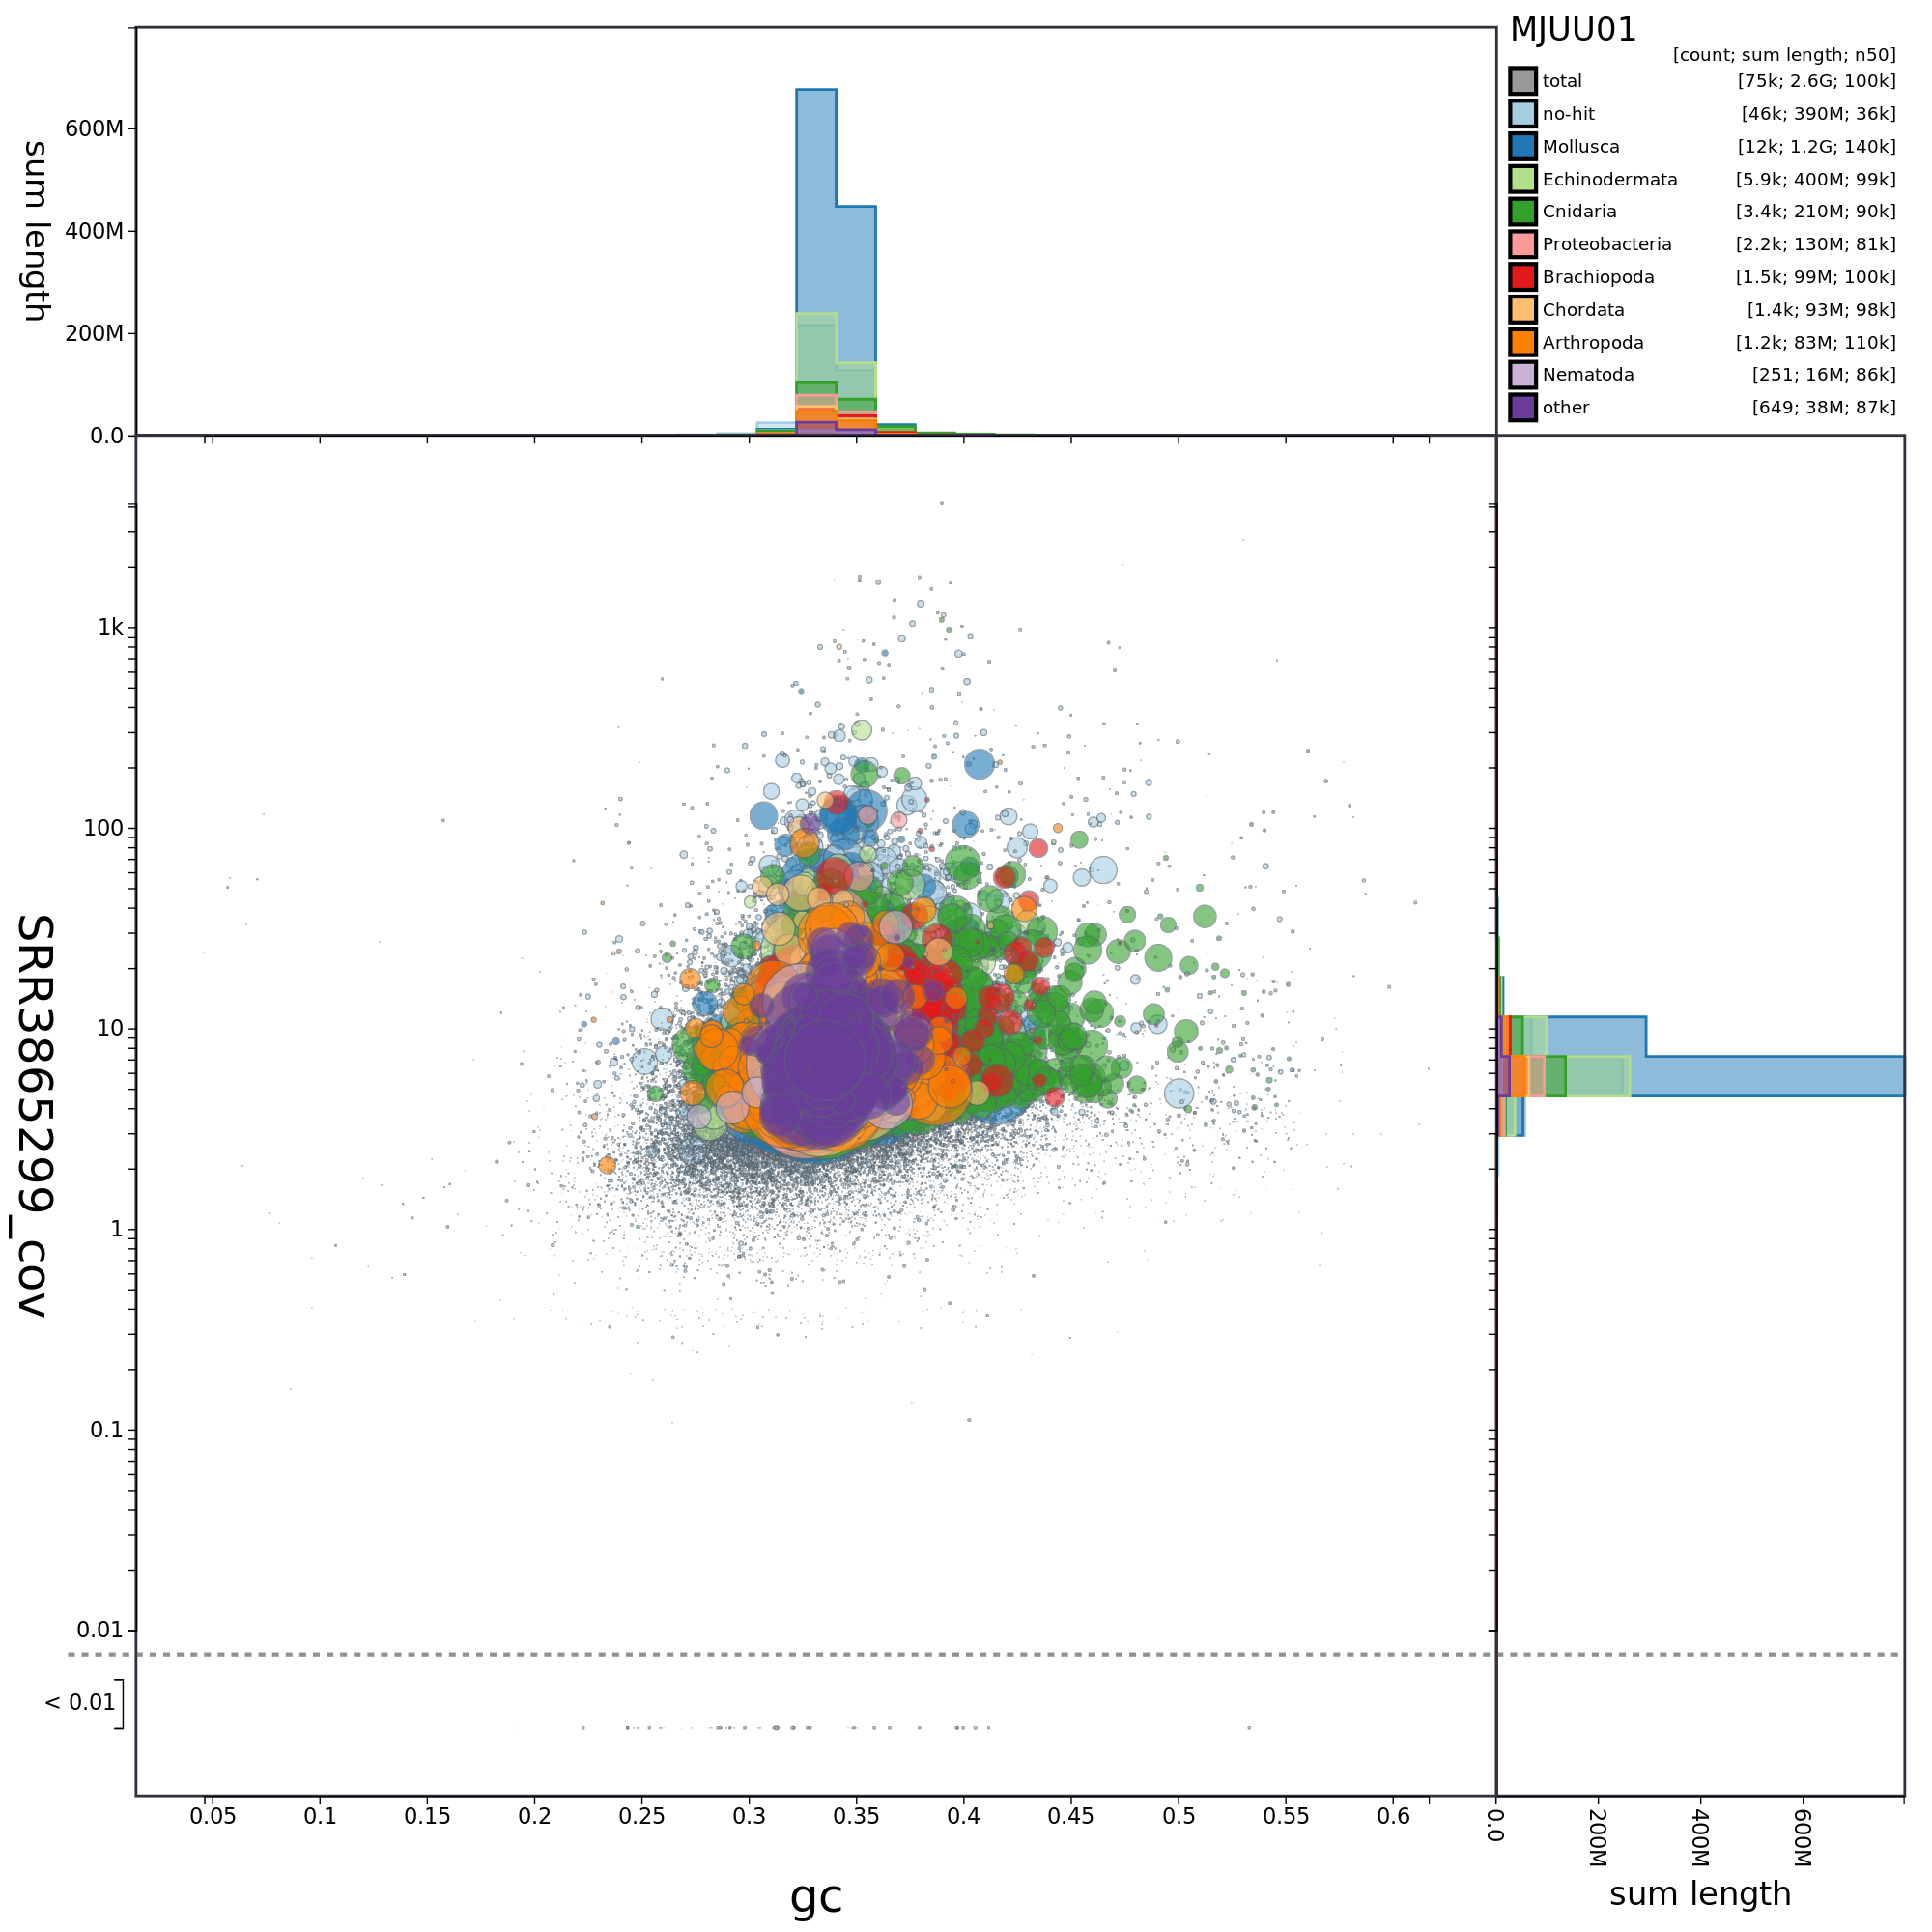 MJUU01
[count; sum length; n50]
total [75k; 2.6G; 100k]
no-hit [46k; 390M; 36k]
Mollusca [12k; 1.2G; 140k]
Echinodermata [5.9k; 400M; 99k]
Cnidaria [3.4k; 210M; 90k]
Proteobacteria [2.2k; 130M; 81k]
Brachiopoda [1.5k; 99M; 100k]
Chordata [1.4k; 93M; 98k]
Arthropoda [1.2k; 83M; 110k]
Nematoda [251; 16M; 86k]
other [649; 38M; 87k]
sum length
600M
400M
200M
0.0
SRR3865299_cov
1k
100
10
1
0.1
0.01
< 0.01
0.05 0.1 0.15 0.2 0.25 0.3 0.35 0.4 0.45 0.5 0.55 0.6
gc
0.0 200M 400M 600M
sum length